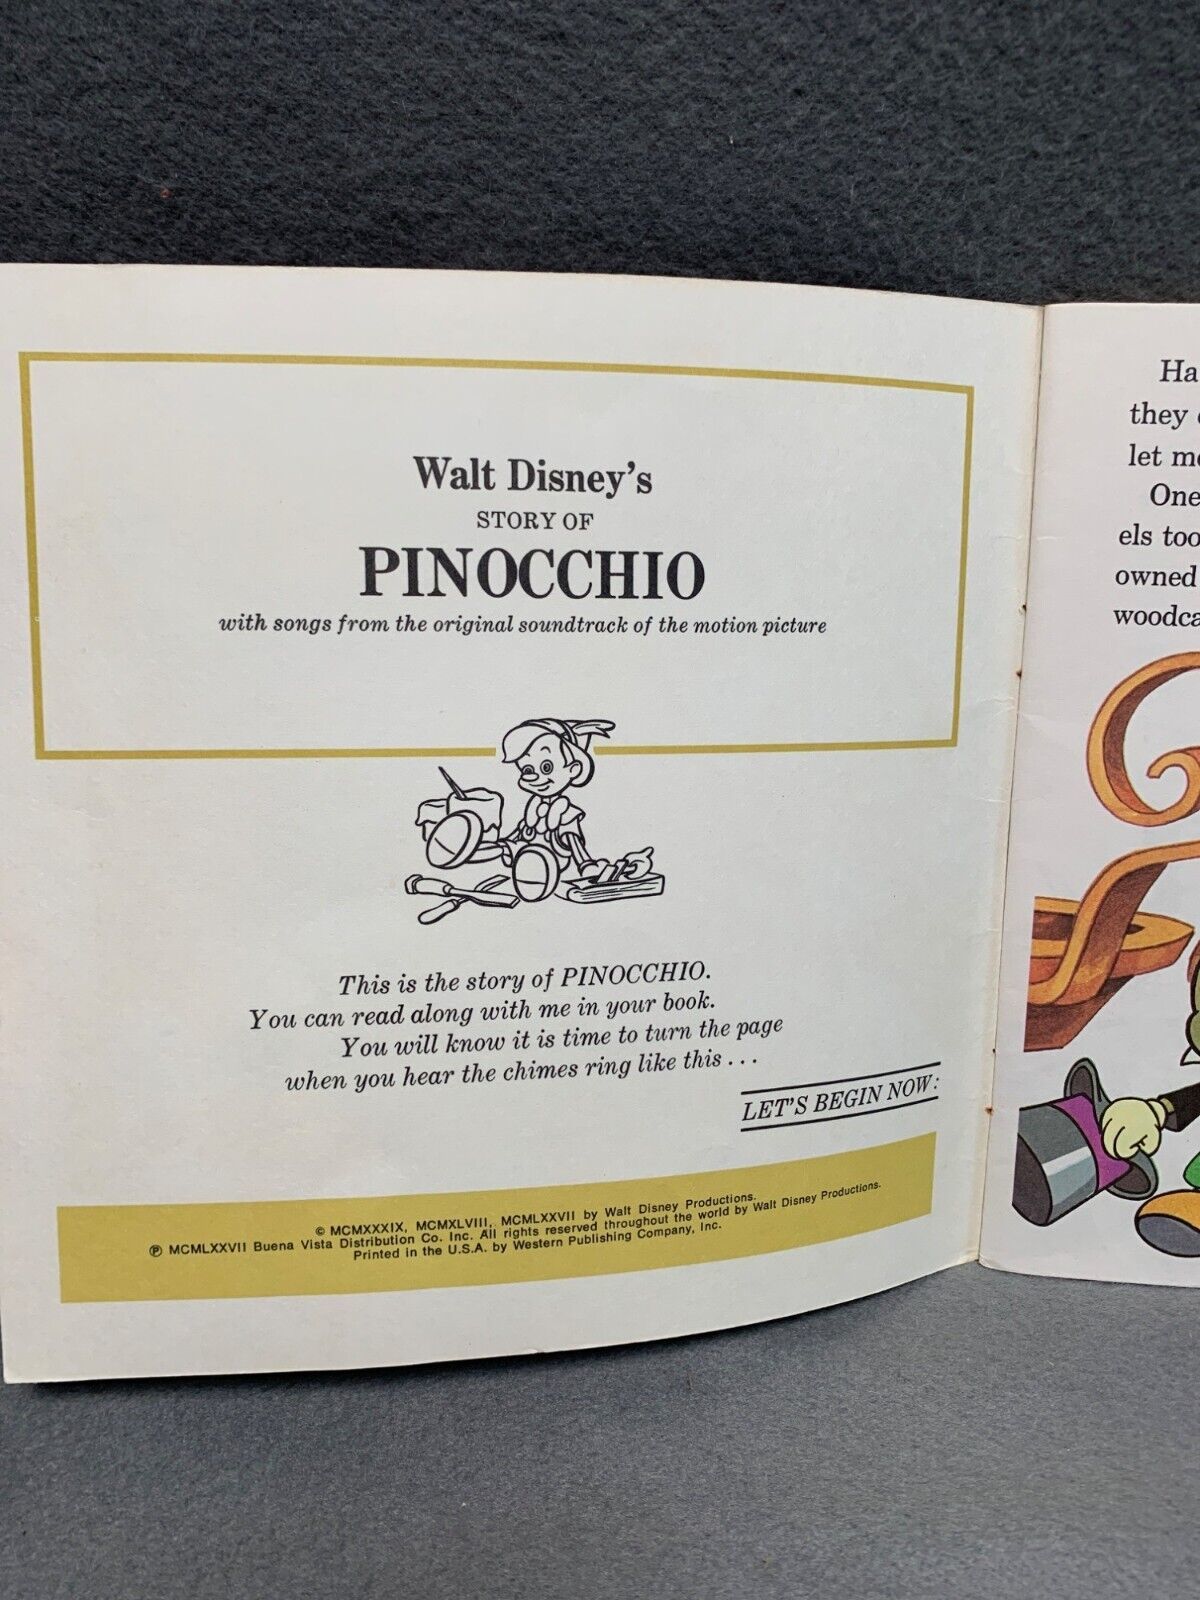 Walt Disney's
STORY OF
PINOCCHIO
with songs from the original soundtrack of the motion picture
This is the story of PINOCCHIO.
You can read along with me in your book.
You will know it is time to turn the page
when you hear the chimes ring like this . . .
LET'S BEGIN NOW:
© MCMXXXIX, MCMXLVIII, MCMLXXVII by Walt Disney Productions.
℗ MCMLXXVII Buena Vista Distribution Co. Inc. All rights reserved throughout the world by Walt Disney Productions.
Printed in the U.S.A. by Western Publishing Company, Inc.
Ha
they
let m
One
els too
owned
woodca